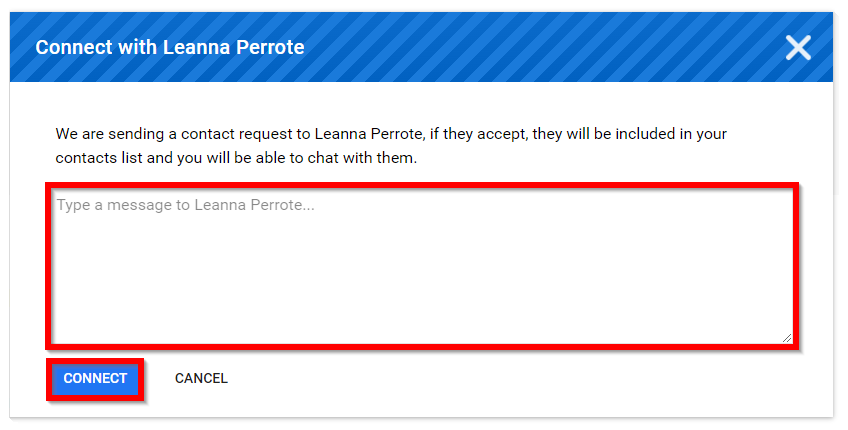 Connect with Leanna Perrote
We are sending a contact request to Leanna Perrote, if they accept, they will be included in your
contacts list and you will be able to chat with them.
Type a message to Leanna Perrote...
CONNECT CANCEL